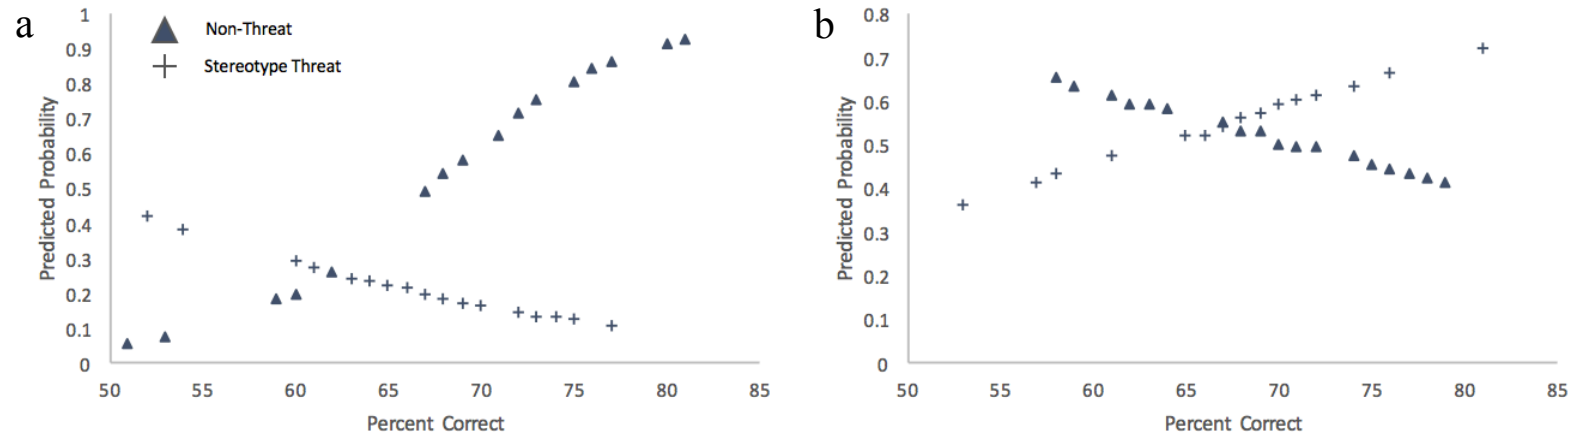 a
Non-Threat
Stereotype Threat
Predicted Probability
1
0.9
0.8
0.7
0.6
0.5
0.4
0.3
0.2
0.1
0
50 55 60 65 70 75 80 85
Percent Correct
b
Predicted Probability
0.8
0.7
0.6
0.5
0.4
0.3
0.2
0.1
0
50 55 60 65 70 75 80 85
Percent Correct